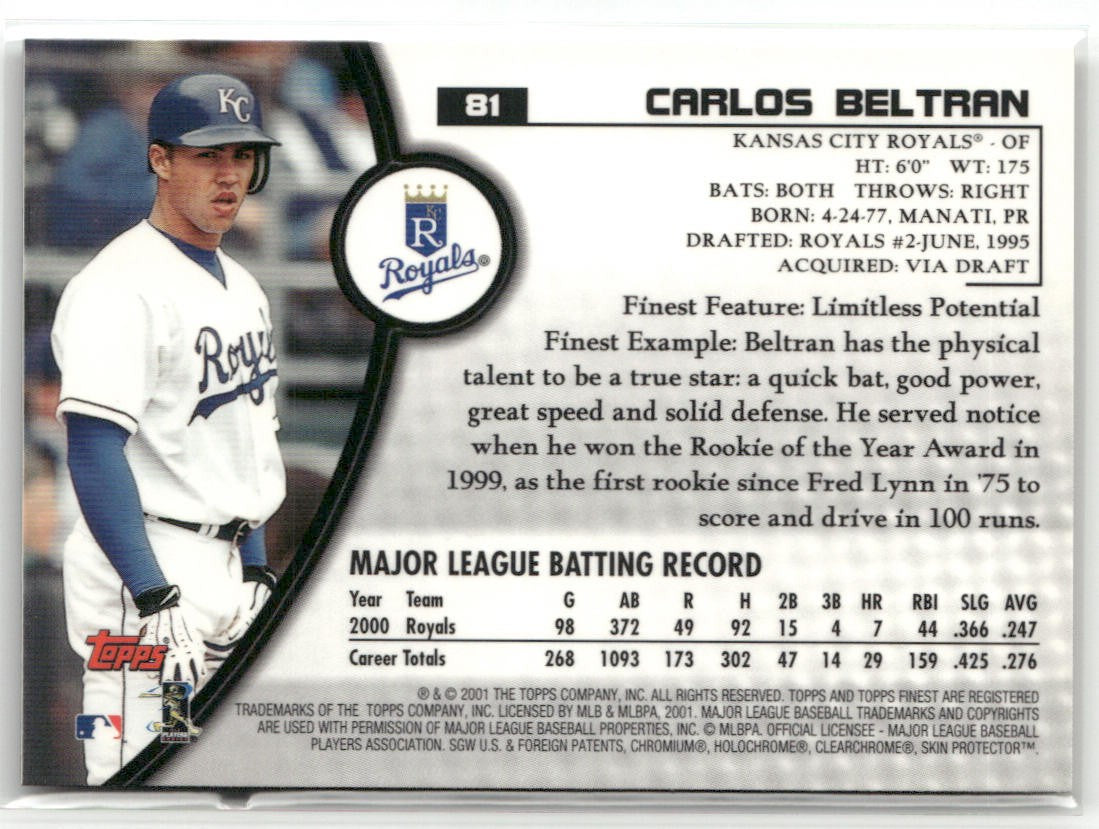 81 CARLOS BELTRAN
KANSAS CITY ROYALS® - OF
HT: 6'0" WT: 175
BATS: BOTH THROWS: RIGHT
BORN: 4-24-77, MANATI, PR
DRAFTED: ROYALS #2-JUNE, 1995
ACQUIRED: VIA DRAFT
KC
KC
R
Royals®
Royals
Finest Feature: Limitless Potential
Finest Example: Beltran has the physical
talent to be a true star: a quick bat, good power,
great speed and solid defense. He served notice
when he won the Rookie of the Year Award in
1999, as the first rookie since Fred Lynn in '75 to
score and drive in 100 runs.
MAJOR LEAGUE BATTING RECORD
Year Team G AB R H 2B 3B HR RBI SLG AVG
2000 Royals 98 372 49 92 15 4 7 44 .366 .247
Career Totals 268 1093 173 302 47 14 29 159 .425 .276
Topps
PLAYERS
® & © 2001 THE TOPPS COMPANY, INC. ALL RIGHTS RESERVED. TOPPS AND TOPPS FINEST ARE REGISTERED
TRADEMARKS OF THE TOPPS COMPANY, INC. LICENSED BY MLB & MLBPA, 2001. MAJOR LEAGUE BASEBALL TRADEMARKS AND COPYRIGHTS
ARE USED WITH PERMISSION OF MAJOR LEAGUE BASEBALL PROPERTIES, INC. © MLBPA. OFFICIAL LICENSEE - MAJOR LEAGUE BASEBALL
PLAYERS ASSOCIATION. SGW U.S. & FOREIGN PATENTS, CHROMIUM®, HOLOCHROME®, CLEARCHROME®, SKIN PROTECTOR™.